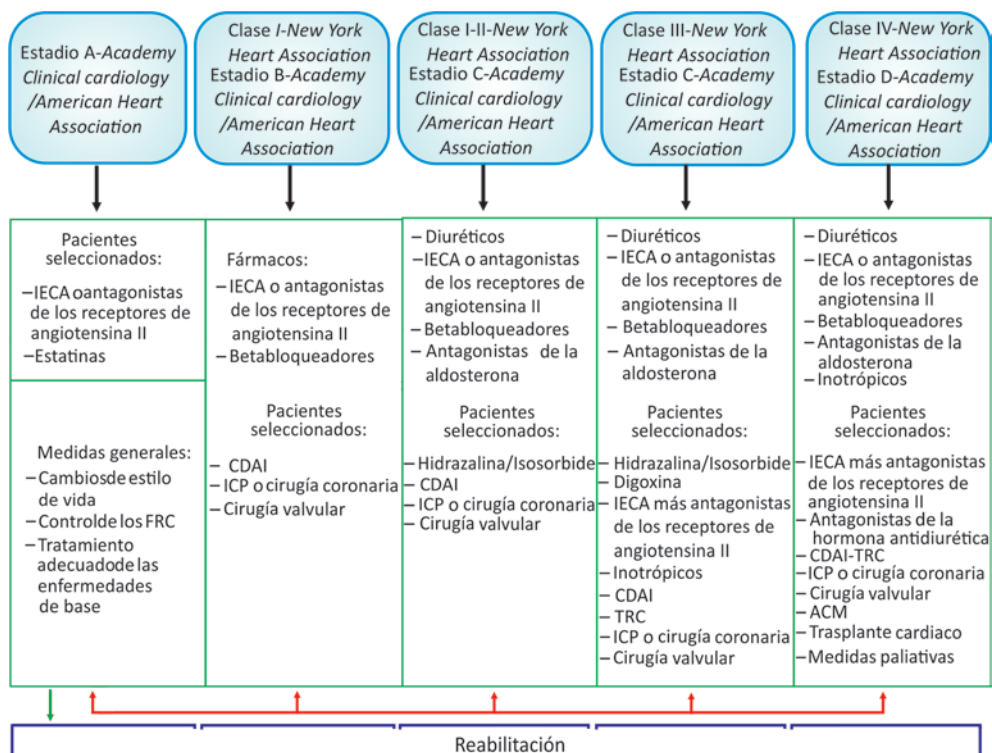 Estadio A-Academy
Clinical cardiology
/American Heart
Association
Clase I-New York
Heart Association
Estadio B-Academy
Clinical cardiology
/American Heart
Association
Clase I-II-New York
Heart Association
Estadio C-Academy
Clinical cardiology
/American Heart
Association
Clase III-New York
Heart Association
Estadio C-Academy
Clinical cardiology
/American Heart
Association
Clase IV-New York
Heart Association
Estadio D-Academy
Clinical cardiology
/American Heart
Association
Pacientes
seleccionados:
– IECA oantagonistas
de los receptores de
angiotensina II
– Estatinas
Medidas generales:
– Cambiosde estilo
de vida
– Controlde los FRC
– Tratamiento
adecuadode las
enfermedades
de base
Fármacos:
– IECA o antagonistas
de los receptores de
angiotensina II
– Betabloqueadores
Pacientes
seleccionados:
– CDAI
– ICP o cirugía coronaria
– Cirugía valvular
– Diuréticos
– IECA o antagonistas
de los receptores de
angiotensina II
– Betabloqueadores
– Antagonistas de la
aldosterona
Pacientes
seleccionados:
– Hidrazalina/Isosorbide
– CDAI
– ICP o cirugía coronaria
– Cirugía valvular
– Diuréticos
– IECA o antagonistas
de los receptores de
angiotensina II
– Betabloqueadores
– Antagonistas de la
aldosterona
Pacientes
seleccionados:
– Hidrazalina/Isosorbide
– Digoxina
– IECA más antagonistas
de los receptores de
angiotensina II
– Inotrópicos
– CDAI
– TRC
– ICP o cirugía coronaria
– Cirugía valvular
– Diuréticos
– IECA o antagonistas
de los receptores de
angiotensina II
– Betabloqueadores
– Antagonistas de la
aldosterona
– Inotrópicos
Pacientes
seleccionados:
– IECA más antagonistas
de los receptores de
angiotensina II
– Antagonistas de la
hormona antidiurética
– CDAI-TRC
– ICP o cirugía coronaria
– Cirugía valvular
– ACM
– Trasplante cardiaco
– Medidas paliativas
Reabilitación